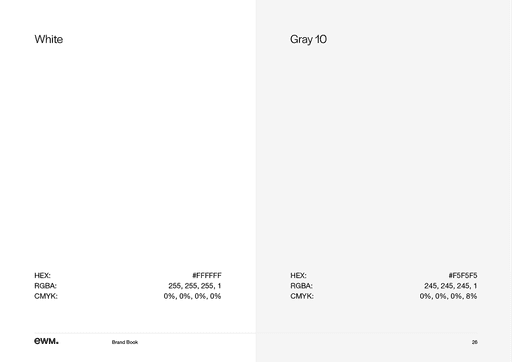 White
HEX: #FFFFFF
RGBA: 255, 255, 255, 1
CMYK: 0%, 0%, 0%, 0%
Gray 10
HEX: #F5F5F5
RGBA: 245, 245, 245, 1
CMYK: 0%, 0%, 0%, 8%
ewm. Brand Book 26